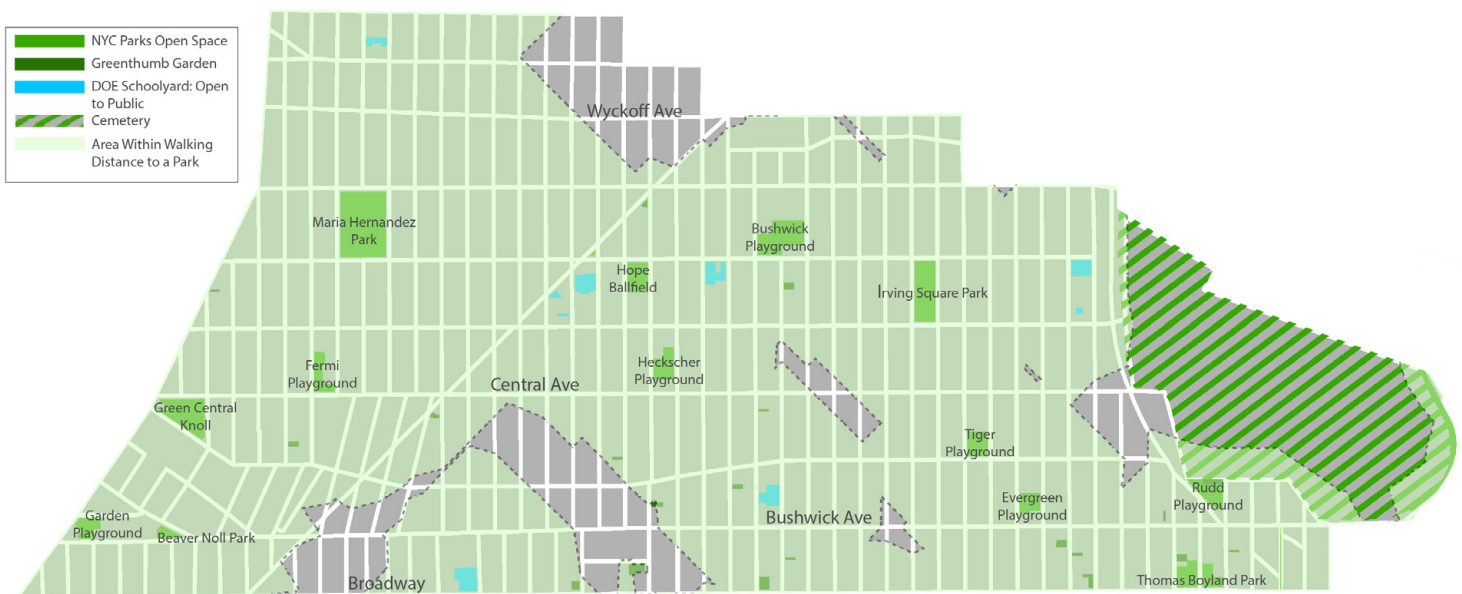 NYC Parks Open Space
Greenthumb Garden
DOE Schoolyard: Open
to Public
Cemetery
Area Within Walking
Distance to a Park
Wyckoff Ave
Maria Hernandez
Park
Bushwick
Playground
Hope
Ballfield
Irving Square Park
Fermi
Playground
Heckscher
Playground
Central Ave
Green Central
Knoll
Tiger
Playground
Rudd
Playground
Evergreen
Playground
Bushwick Ave
Garden
Playground
Beaver Noll Park
Broadway
Thomas Boyland Park